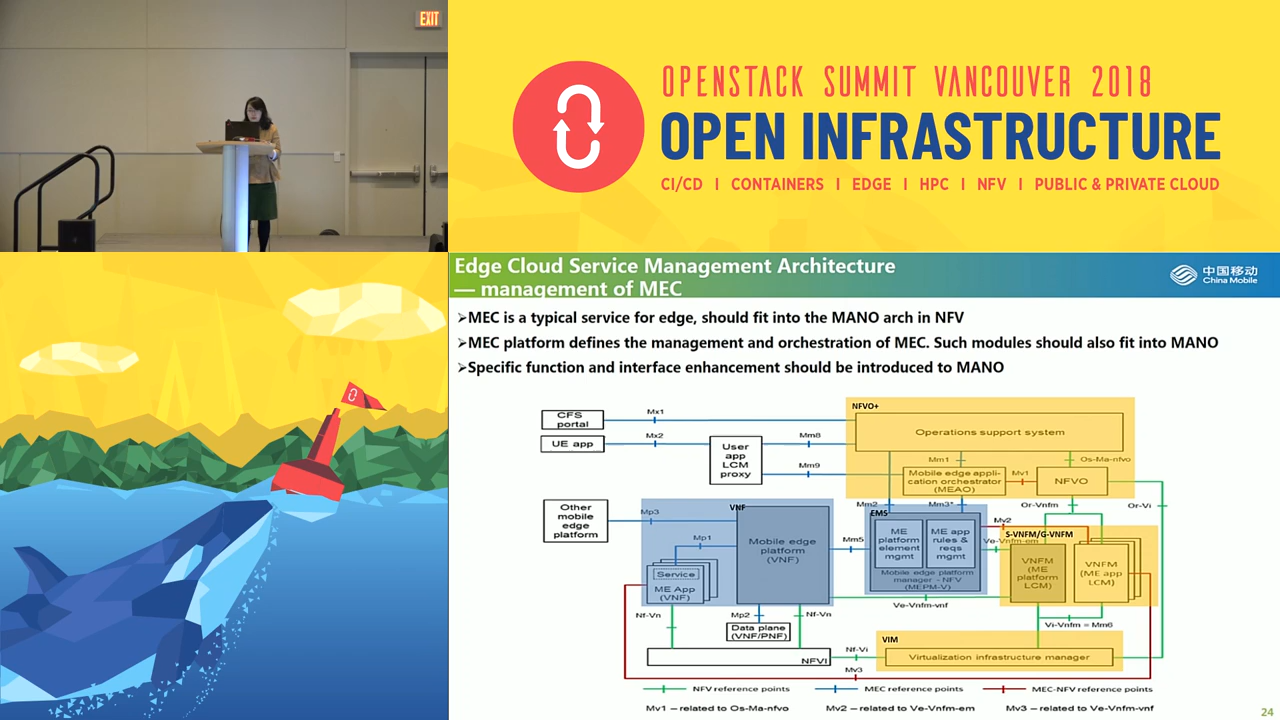 EXIT
OPENSTACK SUMMIT VANCOUVER 2018
OPEN INFRASTRUCTURE
CI/CD I CONTAINERS I EDGE I HPC I NFV I PUBLIC & PRIVATE CLOUD
Edge Cloud Service Management Architecture
— management of MEC
中国移动
China Mobile
➢MEC is a typical service for edge, should fit into the MANO arch in NFV
➢MEC platform defines the management and orchestration of MEC. Such modules should also fit into MANO
➢Specific function and interface enhancement should be introduced to MANO
CFS
portal
Mx1
UE app
Mx2
User
app
LCM
proxy
Mm8
Mm9
NFVO+
Operations support system
Mm1
Os-Ma-nfvo
Mobile edge appli-
cation orchestrator
(MEAO)
Mv1
NFVO
Mm2
Mm3*
Or-Vnfm
Or-Vi
Other
mobile
edge
platform
Mp3
VNF
Mobile edge
platform
(VNF)
Mp1
Service
ME App
(VNF)
Mm5
EMS
ME
platform
element
mgmt
ME app
rules &
reqs
mgmt
Mobile edge platform
manager - NFV
(MEPM-V)
Mv2
Ve-Vnfm-em
S-VNFM/G-VNFM
VNFM
(ME
platform
LCM)
VNFM
(ME app
LCM)
Ve-Vnfm-vnf
Nf-Vn
Mp2
Nf-Vn
Data plane
(VNF/PNF)
Vi-Vnfm = Mm6
NFVI
Nf-Vi
VIM
Virtualization infrastructure manager
Mv3
NFV reference points
MEC reference points
MEC-NFV reference points
Mv1 – related to Os-Ma-nfvo
Mv2 – related to Ve-Vnfm-em
Mv3 – related to Ve-Vnfm-vnf
24